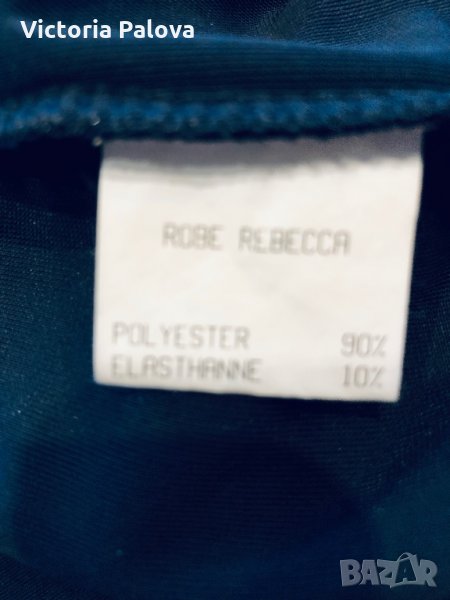 Victoria Palova
ROBE REBECCA
POLYESTER 90%
ELASTHANNE 10%
BAZAR